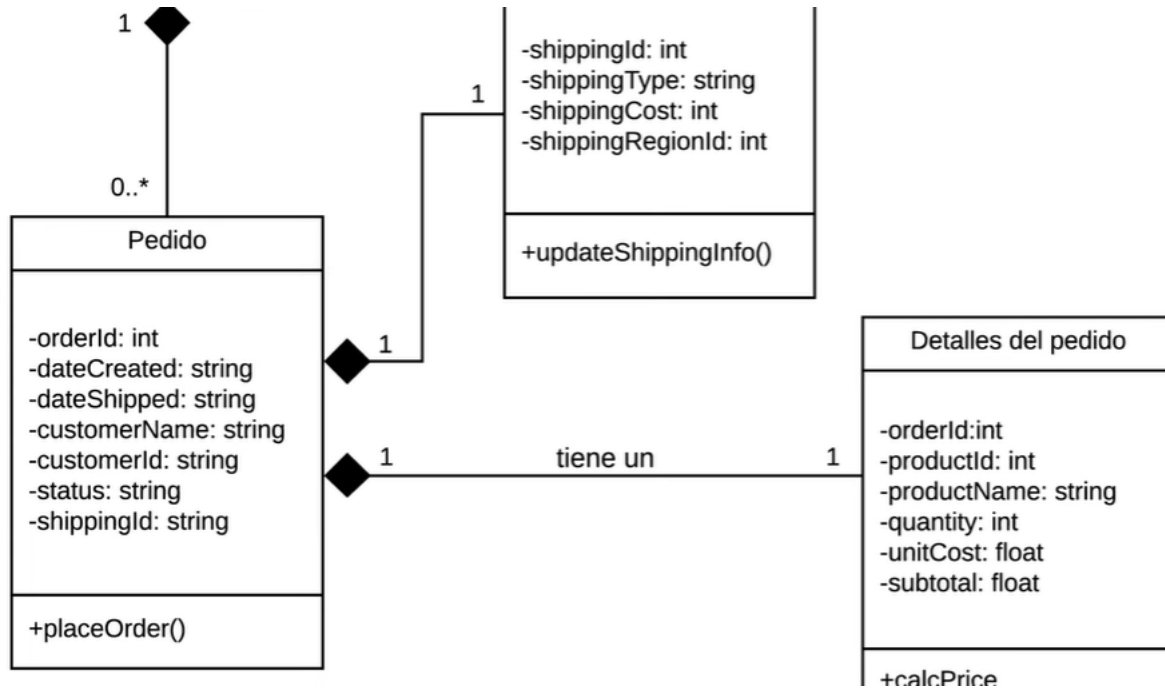 1
0..*
Pedido
-orderId: int
-dateCreated: string
-dateShipped: string
-customerName: string
-customerId: string
-status: string
-shippingId: string
+placeOrder()
1
-shippingId: int
-shippingType: string
-shippingCost: int
-shippingRegionId: int
+updateShippingInfo()
1
1
tiene un
1
Detalles del pedido
-orderId:int
-productId: int
-productName: string
-quantity: int
-unitCost: float
-subtotal: float
+calcPrice